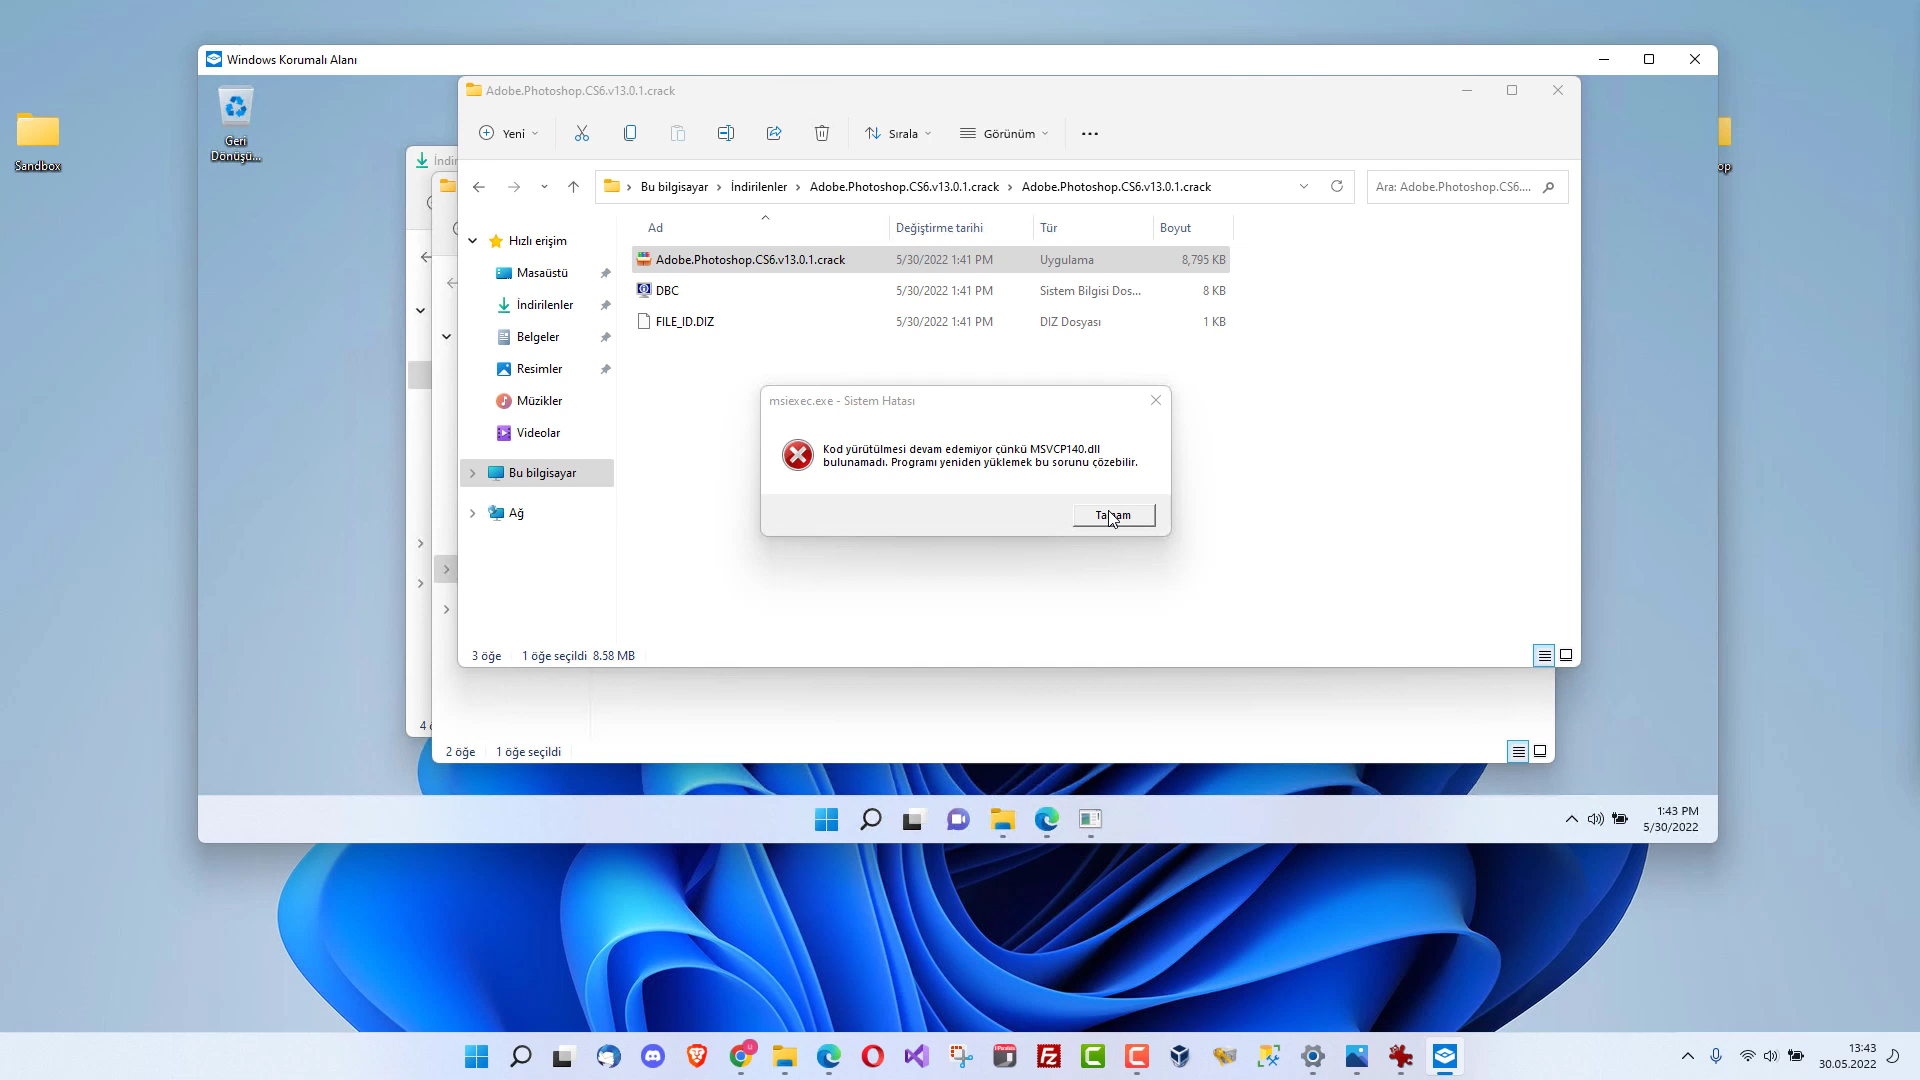 Windows Korumalı Alanı
Sandbox
Geri
Dönüşü...
Adobe.Photoshop.CS6.v13.0.1.crack
Yeni
Sırala
Görünüm
İndir
Bu bilgisayar
İndirilenler
Adobe.Photoshop.CS6.v13.0.1.crack
Adobe.Photoshop.CS6.v13.0.1.crack
Ara: Adobe.Photoshop.CS6....
op
Ad
Değiştirme tarihi
Tür
Boyut
Hızlı erişim
Masaüstü
İndirilenler
Belgeler
Resimler
Müzikler
Videolar
Bu bilgisayar
Ağ
Adobe.Photoshop.CS6.v13.0.1.crack 5/30/2022 1:41 PM Uygulama 8,795 KB
DBC 5/30/2022 1:41 PM Sistem Bilgisi Dos... 8 KB
FILE_ID.DIZ 5/30/2022 1:41 PM DIZ Dosyası 1 KB
msiexec.exe - Sistem Hatası
Kod yürütülmesi devam edemiyor çünkü MSVCP140.dll
bulunamadı. Programı yeniden yüklemek bu sorunu çözebilir.
Tamam
3 öğe 1 öğe seçildi 8.58 MB
4
2 öğe 1 öğe seçildi
1:43 PM
5/30/2022
13:43
30.05.2022